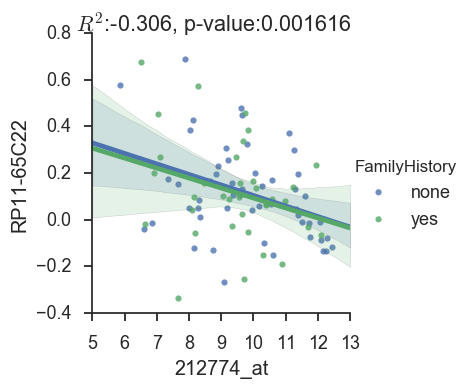 R²:-0.306, p-value:0.001616
0.8
0.6
0.4
0.2
0.0
−0.2
−0.4
RP11-65C22
5 6 7 8 9 10 11 12 13
212774_at
FamilyHistory
none
yes